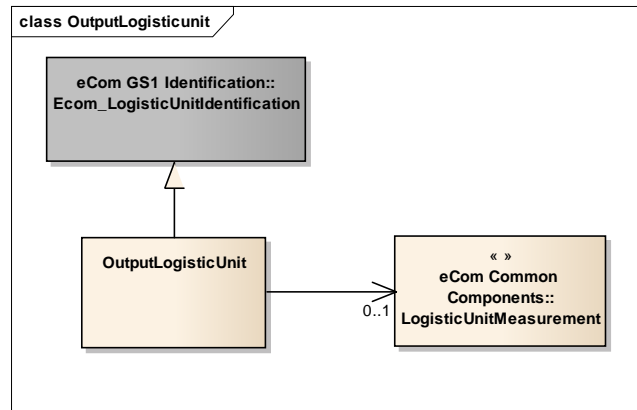 class OutputLogisticunit
eCom GS1 Identification::
Ecom_LogisticUnitIdentification
OutputLogisticUnit
« »
eCom Common
Components::
LogisticUnitMeasurement
0..1